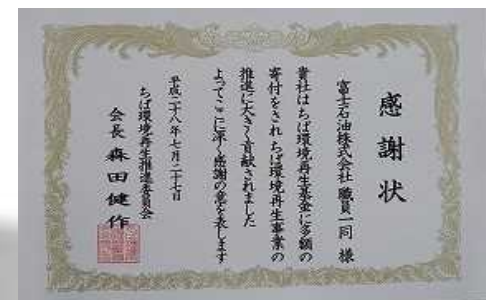 感謝状
富士石油株式会社 職員一同 様
貴社はちば環境再生基金に多額の
寄付をされ ちば環境再生事業の
推進に大きく貢献されました
よってここに深く感謝の意を表します
平成二十八年七月二十七日
ちば環境再生推進委員会
会長 森田健作